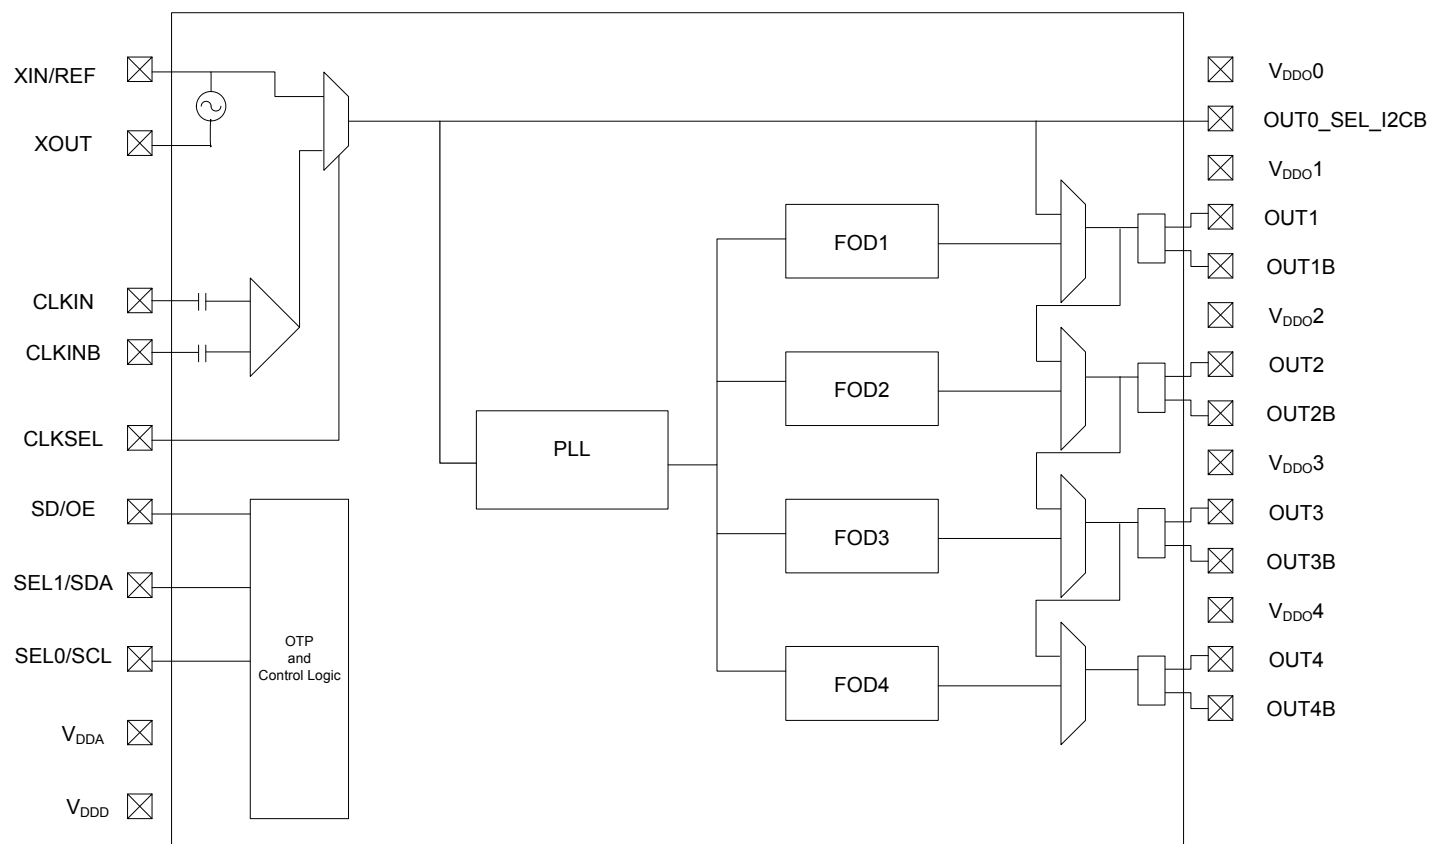 XIN/REF
XOUT
CLKIN
CLKINB
CLKSEL
SD/OE
SEL1/SDA
SEL0/SCL
VDDA
VDDD
OTP
and
Control Logic
PLL
FOD1
FOD2
FOD3
FOD4
VDDO0
OUT0_SEL_I2CB
VDDO1
OUT1
OUT1B
VDDO2
OUT2
OUT2B
VDDO3
OUT3
OUT3B
VDDO4
OUT4
OUT4B